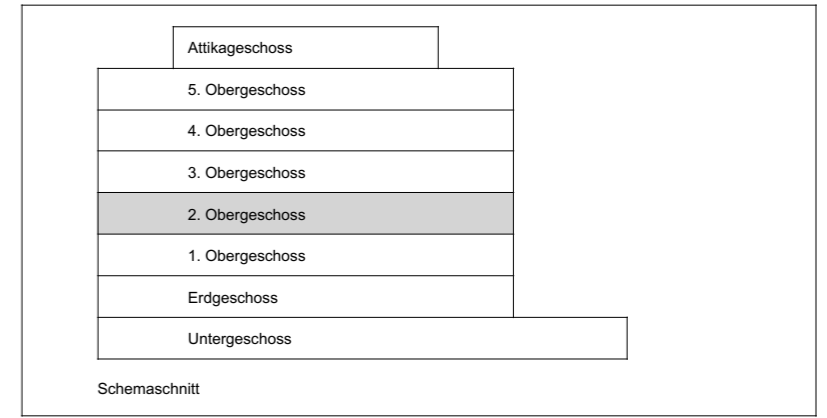 Attikageschoss
5. Obergeschoss
4. Obergeschoss
3. Obergeschoss
2. Obergeschoss
1. Obergeschoss
Erdgeschoss
Untergeschoss
Schemaschnitt